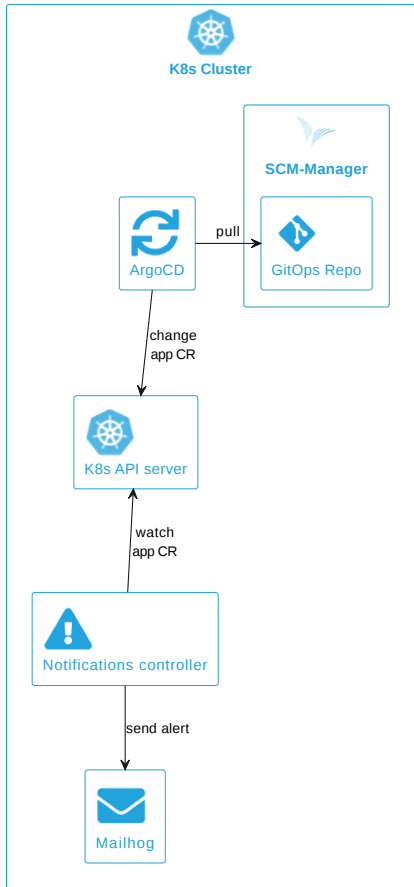 K8s Cluster
SCM-Manager
pull
ArgoCD
GitOps Repo
change
app CR
K8s API server
watch
app CR
Notifications controller
send alert
Mailhog